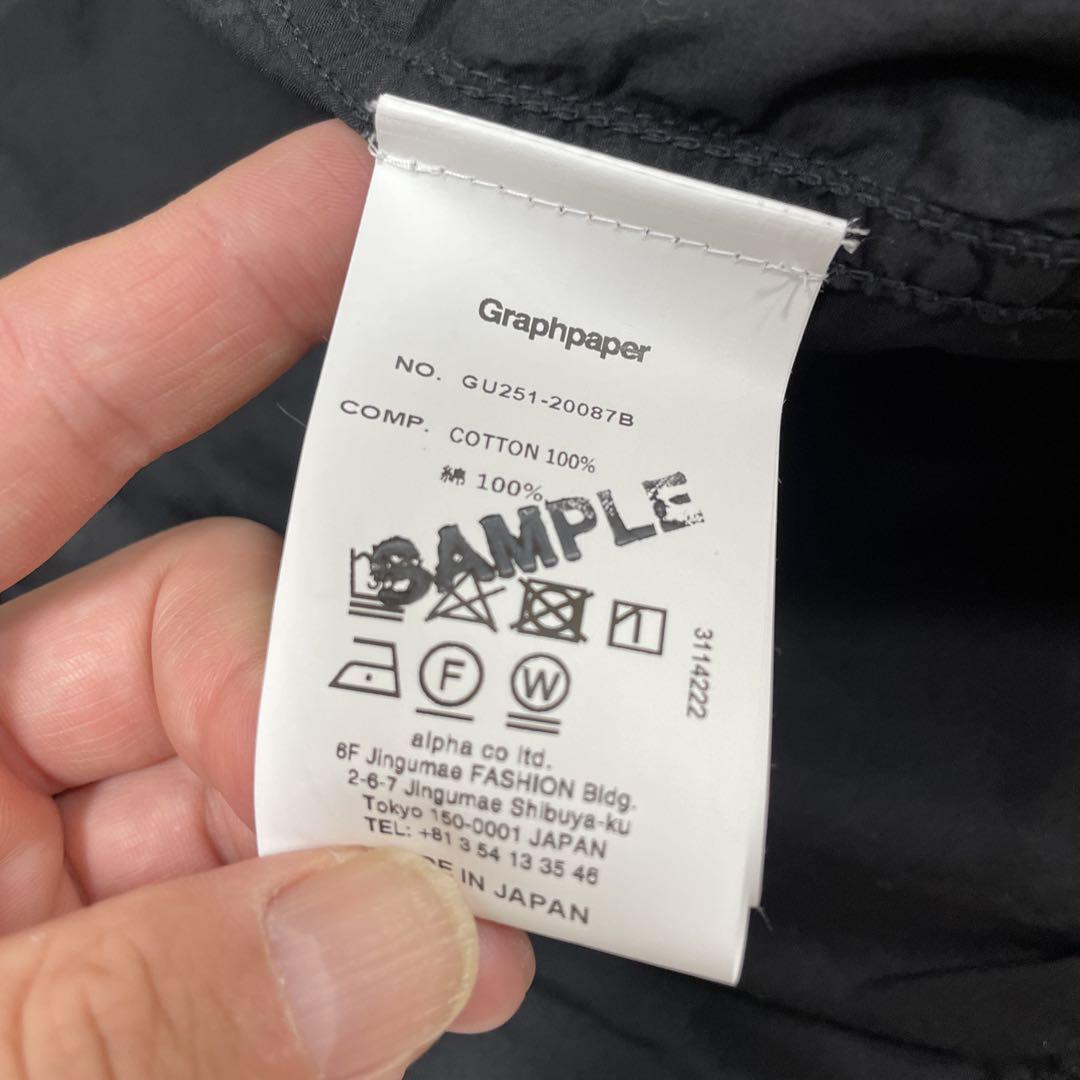 Graphpaper
NO. GU251-20087B
COMP. COTTON 100%
綿 100%
SAMPLE
30
F
W
3114222
alpha co ltd.
6F Jingumae FASHION Bldg.
2-6-7 Jingumae Shibuya-ku
Tokyo 150-0001 JAPAN
TEL: +81 3 54 13 35 46
IN JAPAN